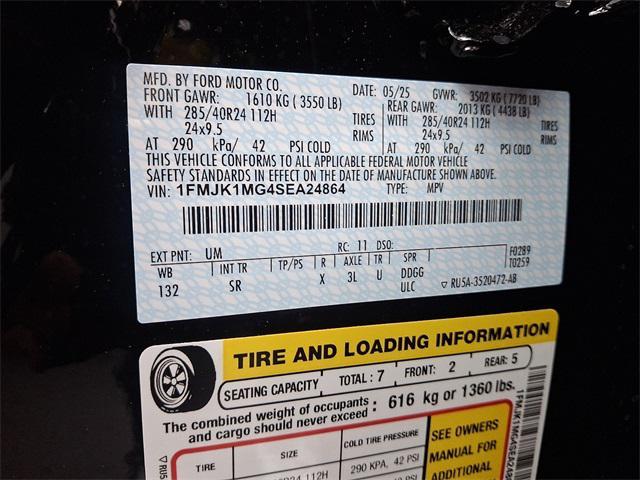 MFD. BY FORD MOTOR CO.
DATE: 05/25 GVWR: 3502 KG (7720 LB)
FRONT GAWR: 1610 KG (3550 LB)
REAR GAWR: 2013 KG (4438 LB)
WITH 285/40R24 112H TIRES
WITH 285/40R24 112H TIRES
24x9.5 RIMS
24x9.5 RIMS
AT 290 kPa/ 42 PSI COLD
AT 290 kPa/ 42 PSI COLD
THIS VEHICLE CONFORMS TO ALL APPLICABLE FEDERAL MOTOR VEHICLE
SAFETY STANDARDS IN EFFECT ON THE DATE OF MANUFACTURE SHOWN ABOVE.
VIN: 1FMJK1MG4SEA24864 TYPE: MPV
EXT PNT: UM RC: 11 DSO:
WB INT TR TP/PS R AXLE TR SPR
132 SR X 3L U DDGG
ULC
F0289
T0259
▽ RU5A-3520472-AB
TIRE AND LOADING INFORMATION
SEATING CAPACITY TOTAL: 7 FRONT: 2 REAR: 5
The combined weight of occupants
and cargo should never exceed: 616 kg or 1360 lbs.
TIRE SIZE COLD TIRE PRESSURE
290 KPA, 42 PSI
SEE OWNERS
MANUAL FOR
ADDITIONAL